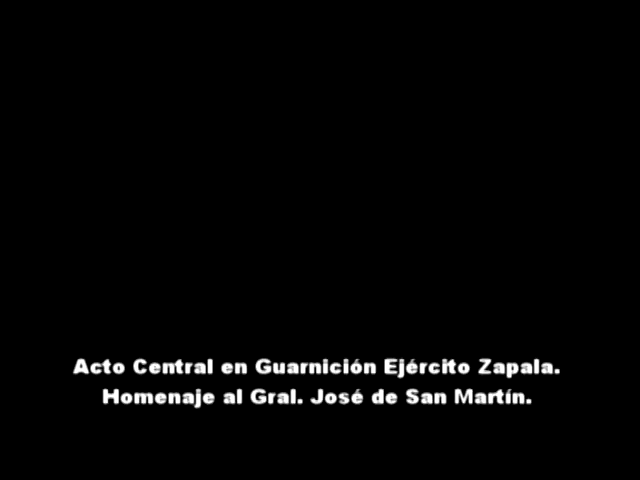 Acto Central en Guarnición Ejército Zapala.
Homenaje al Gral. José de San Martín.